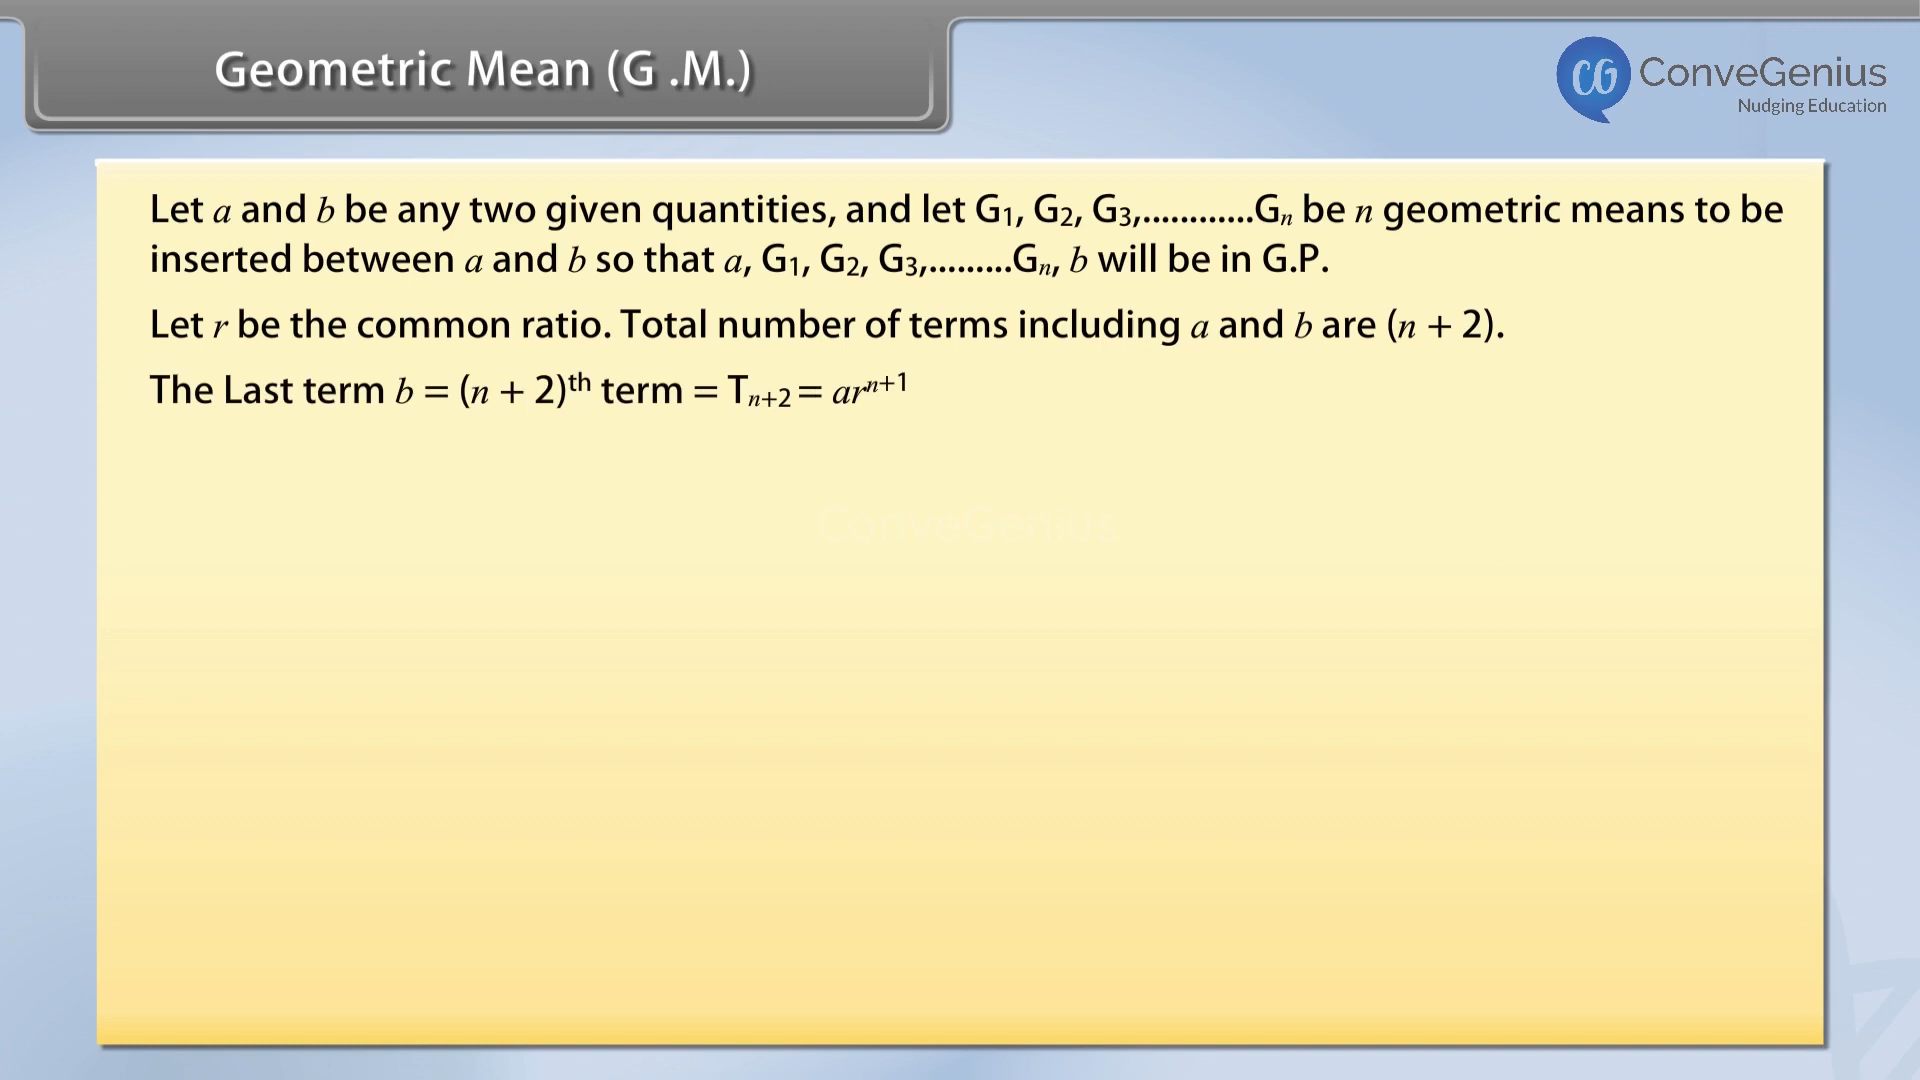 Geometric Mean (G .M.)
CG ConveGenius
Nudging Education
Let a and b be any two given quantities, and let G₁, G₂, G₃,............Gₙ be n geometric means to be
inserted between a and b so that a, G₁, G₂, G₃,.........Gₙ, b will be in G.P.
Let r be the common ratio. Total number of terms including a and b are (n + 2).
The Last term b = (n + 2)ᵗʰ term = Tₙ₊₂ = arⁿ⁺¹
ConveGenius